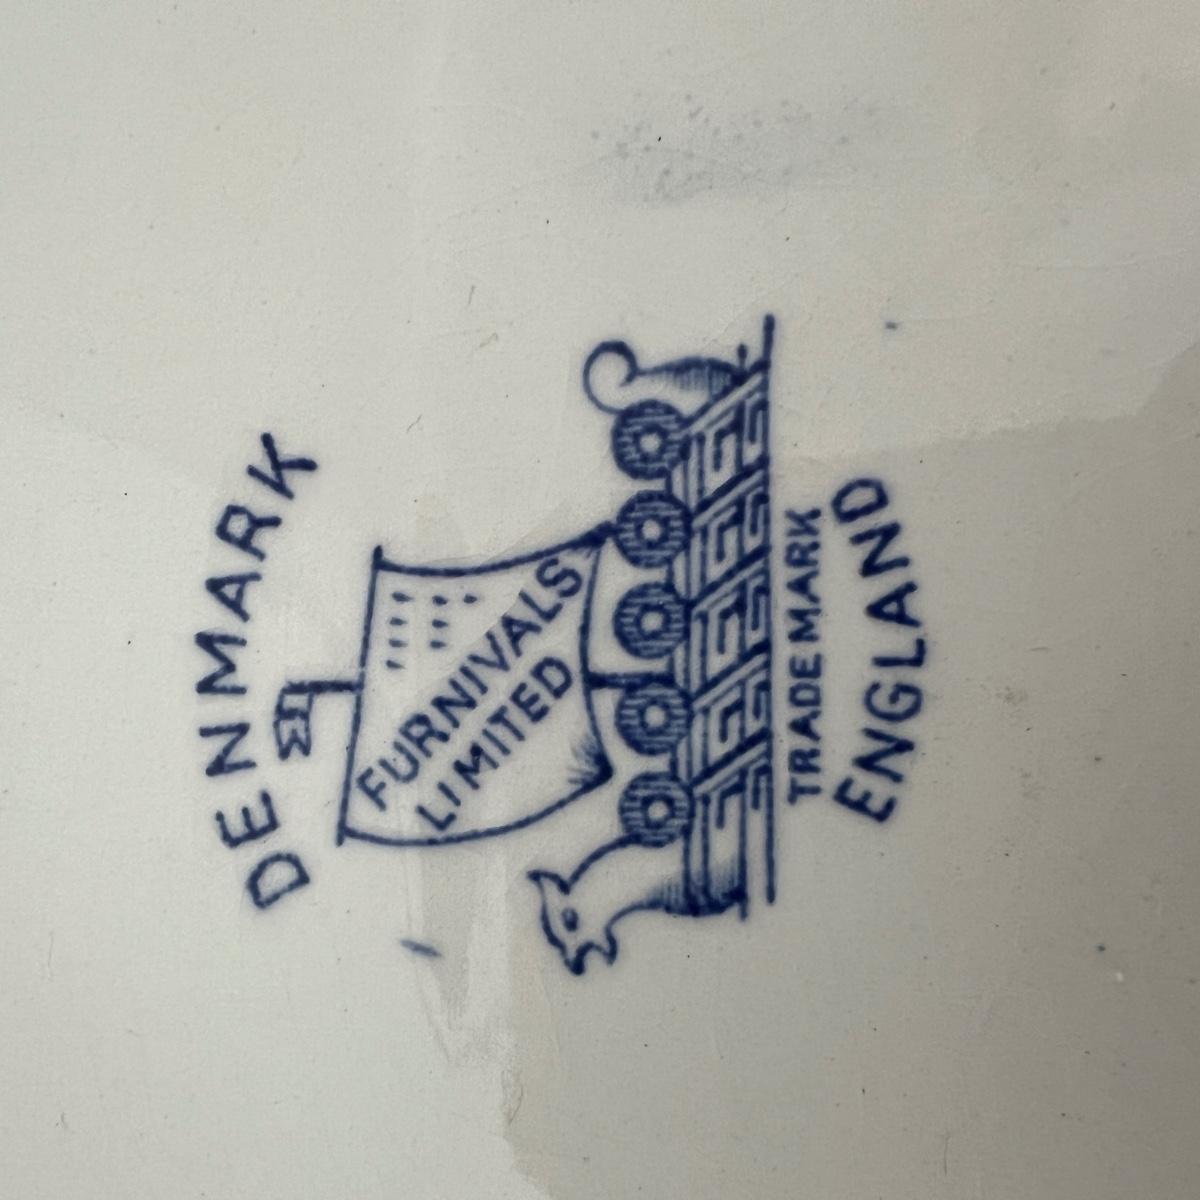 DENMARK
FURNIVALS
LIMITED
TRADE MARK
ENGLAND